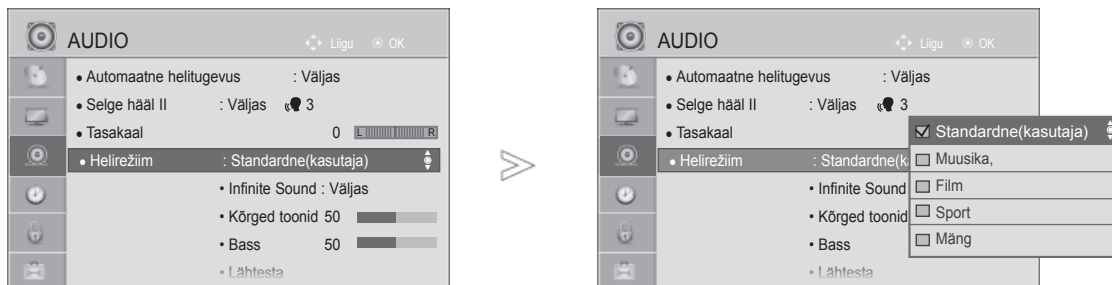 AUDIO
Liigu OK
• Automaatne helitugevus : Väljas
• Selge hääl II : Väljas 3
• Tasakaal 0 L R
• Helirežiim : Standardne(kasutaja)
• Infinite Sound : Väljas
• Kõrged toonid 50
• Bass 50
• Lähtesta
>
AUDIO
Liigu OK
• Automaatne helitugevus : Väljas
• Selge hääl II : Väljas 3
• Tasakaal
• Helirežiim : Standardne(k
• Infinite Sound
• Kõrged toonid
• Bass
• Lähtesta
Standardne(kasutaja)
Muusika,
Film
Sport
Mäng